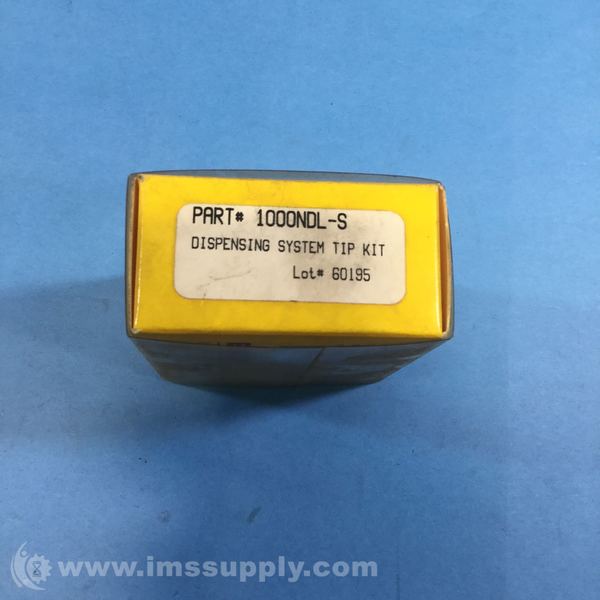 PART# 1000NDL-S
DISPENSING SYSTEM TIP KIT
Lot# 60195
www.imssupply.com